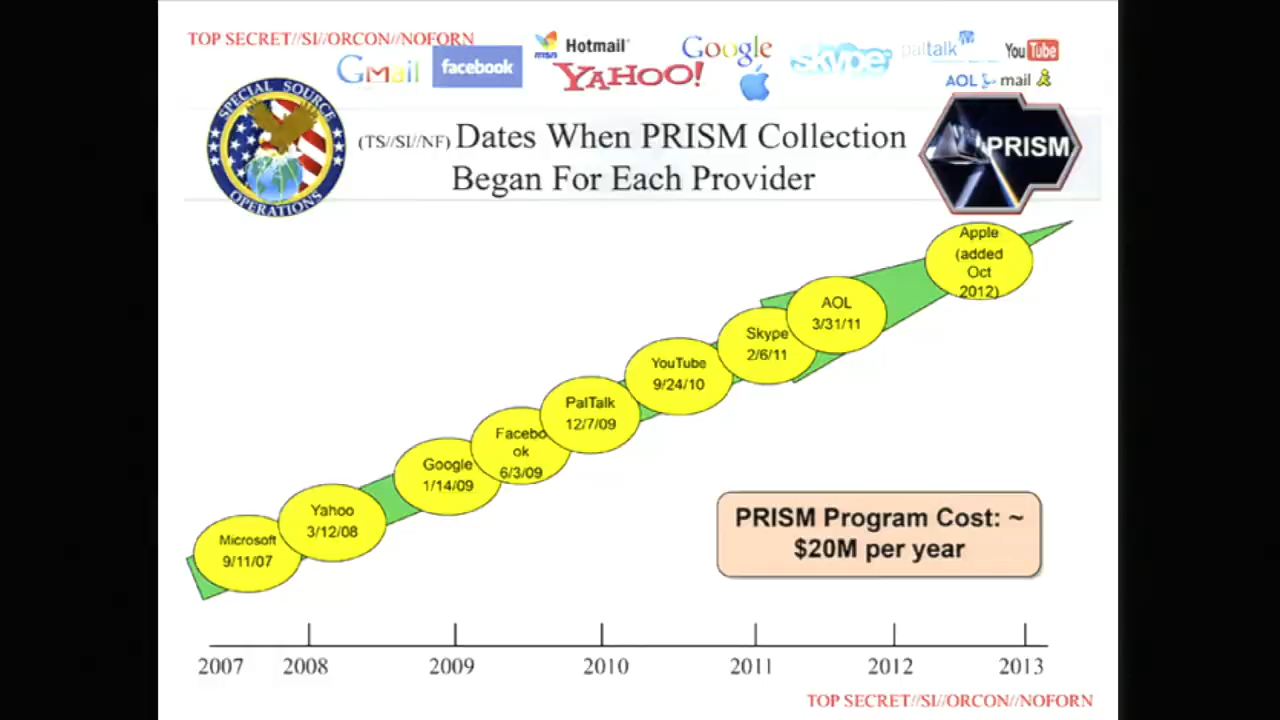 TOP SECRET//SI//ORCON//NOFORN
Gmail
facebook
msn
Hotmail
YAHOO!
Google
skype
paltalk
YouTube
AOL mail
SPECIAL SOURCE
OPERATIONS
(TS//SI//NF) Dates When PRISM Collection
Began For Each Provider
PRISM
Apple
(added
Oct
2012)
AOL
3/31/11
Skype
2/6/11
YouTube
9/24/10
PalTalk
12/7/09
Facebo
ok
6/3/09
Google
1/14/09
Yahoo
3/12/08
Microsoft
9/11/07
PRISM Program Cost: ~
$20M per year
2007 2008 2009 2010 2011 2012 2013
TOP SECRET//SI//ORCON//NOFORN